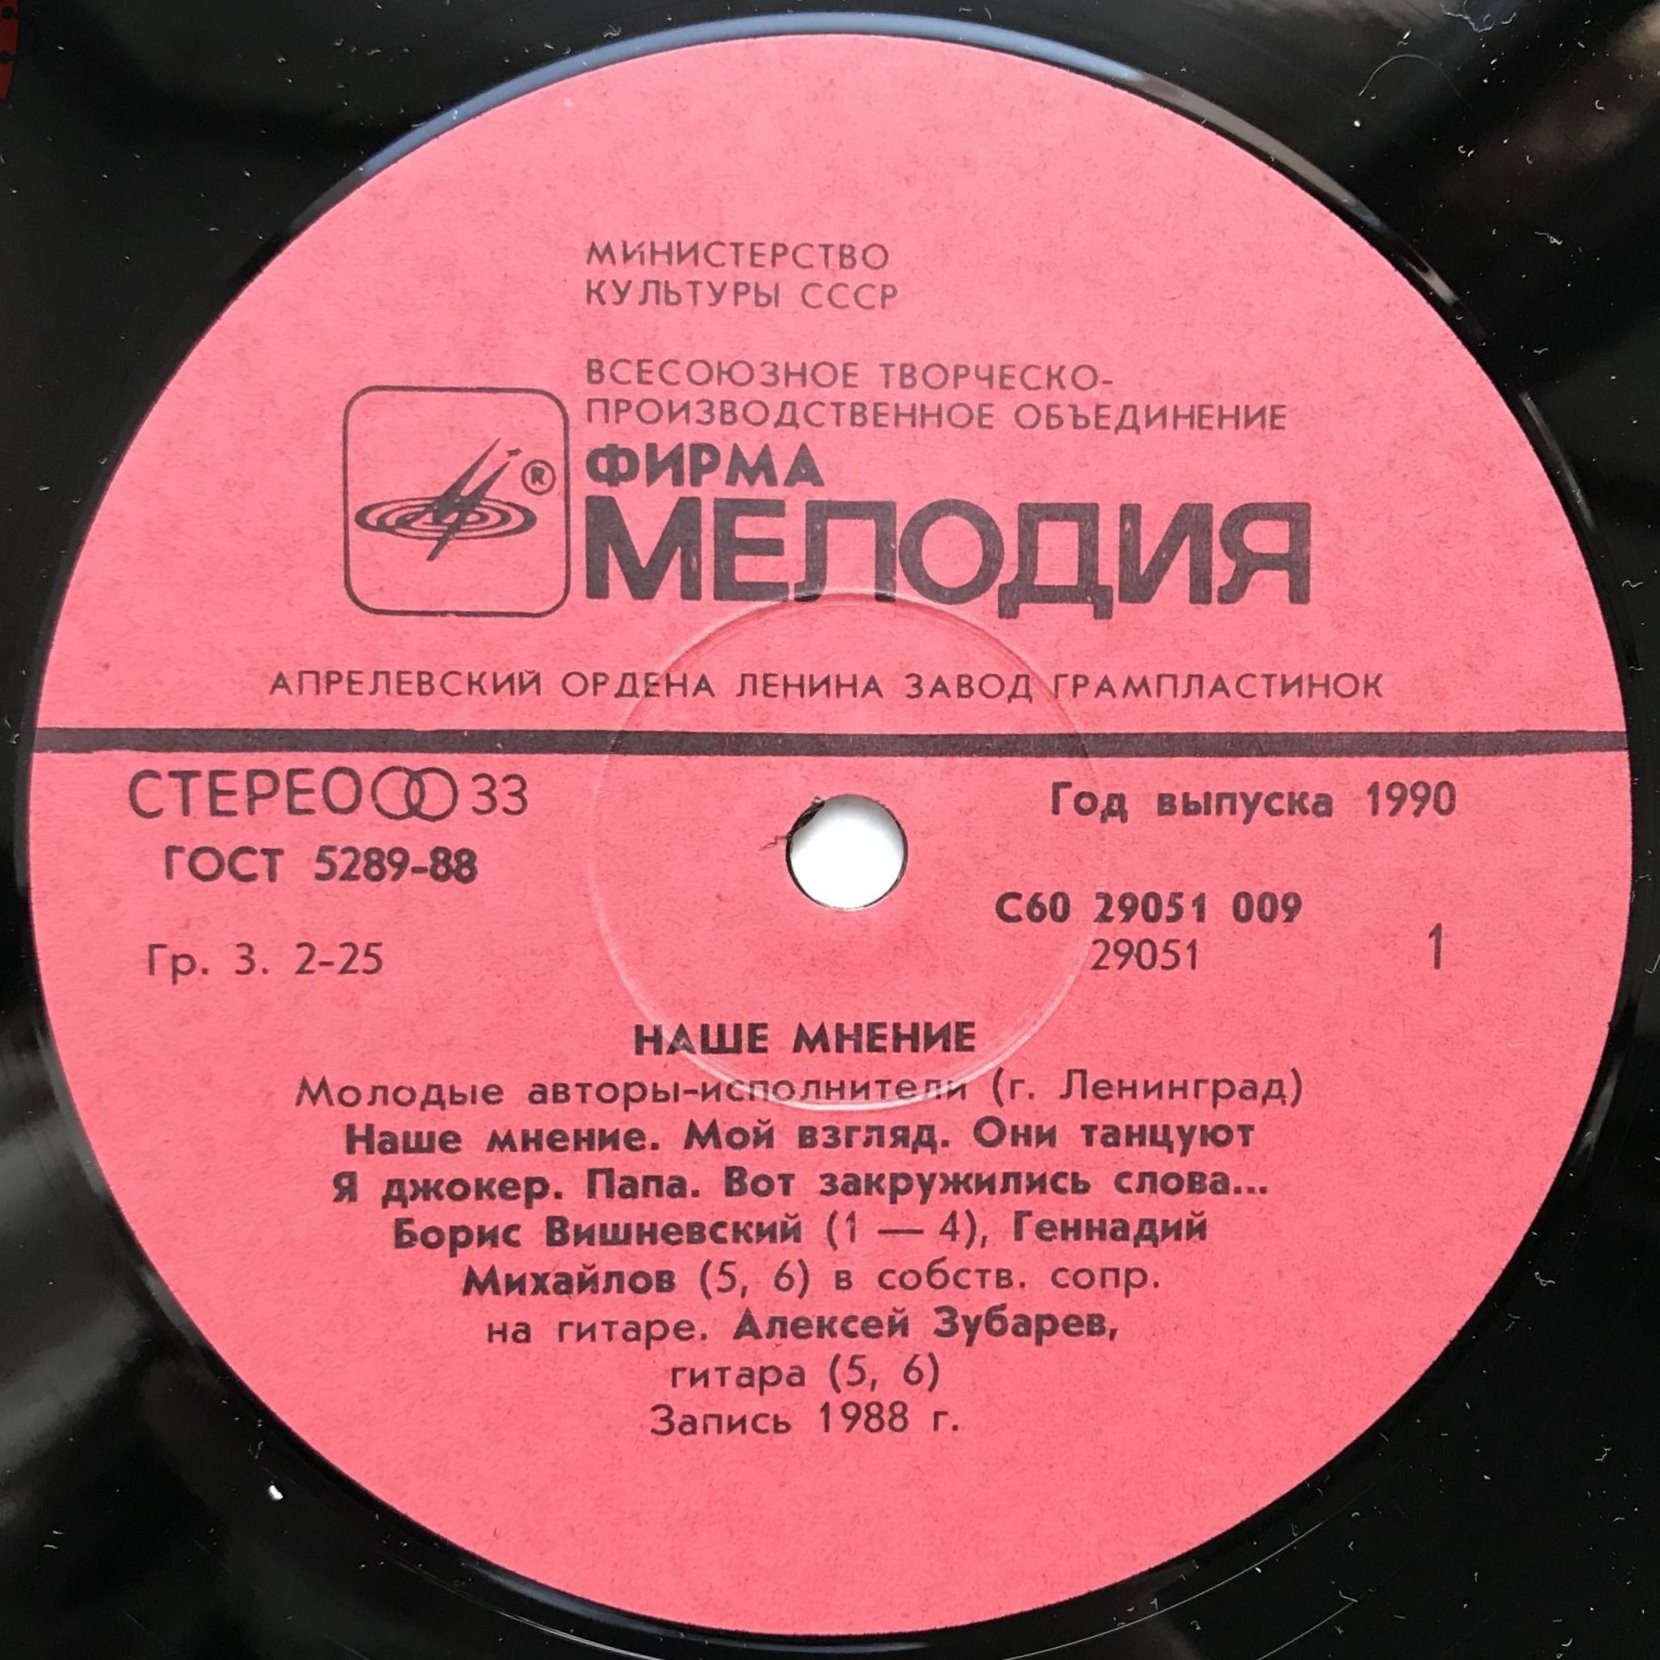 МИНИСТЕРСТВО
КУЛЬТУРЫ СССР
ВСЕСОЮЗНОЕ ТВОРЧЕСКО-
ПРОИЗВОДСТВЕННОЕ ОБЪЕДИНЕНИЕ
ФИРМА
®
МЕЛОДИЯ
АПРЕЛЕВСКИЙ ОРДЕНА ЛЕНИНА ЗАВОД ГРАМПЛАСТИНОК
СТЕРЕО 33
Год выпуска 1990
ГОСТ 5289-88
С60 29051 009
Гр. 3. 2-25
29051
1
НАШЕ МНЕНИЕ
Молодые авторы-исполнители (г. Ленинград)
Наше мнение. Мой взгляд. Они танцуют
Я джокер. Папа. Вот закружились слова...
Борис Вишневский (1 — 4), Геннадий
Михайлов (5, 6) в собств. сопр.
на гитаре. Алексей Зубарев,
гитара (5, 6)
Запись 1988 г.